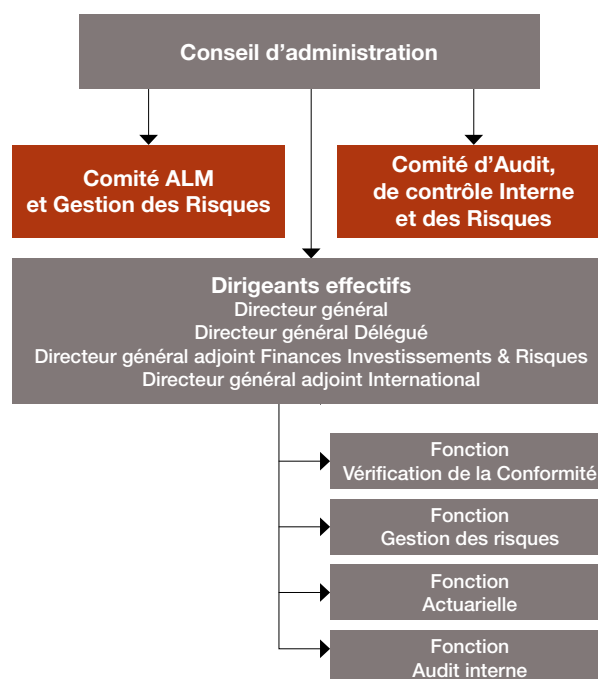 Conseil d'administration
Comité ALM
et Gestion des Risques
Comité d'Audit,
de contrôle Interne
et des Risques
Dirigeants effectifs
Directeur général
Directeur général Délégué
Directeur général adjoint Finances Investissements & Risques
Directeur général adjoint International
Fonction
Vérification de la Conformité
Fonction
Gestion des risques
Fonction
Actuarielle
Fonction
Audit interne